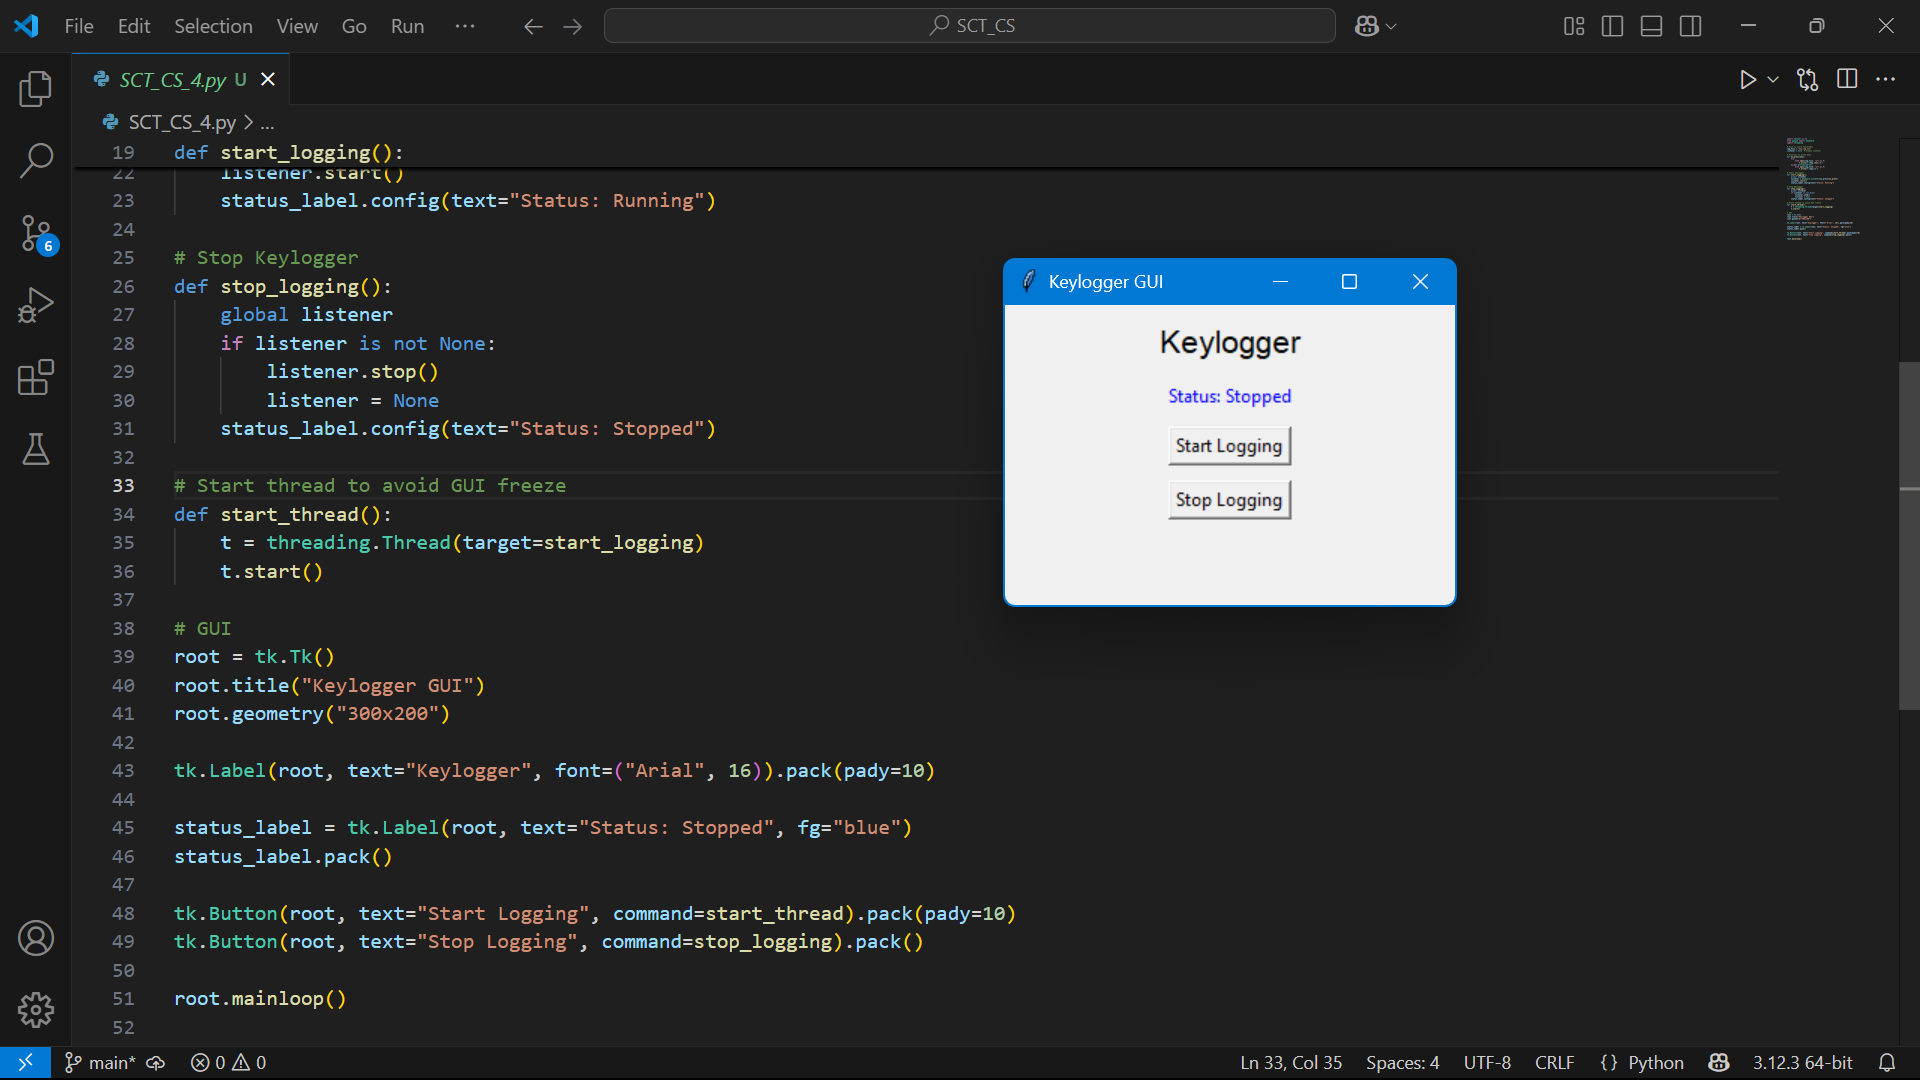 File Edit Selection View Go Run ··· SCT_CS
SCT_CS_4.py U
SCT_CS_4.py > ...
19 def start_logging():
22 listener.start()
23 status_label.config(text="Status: Running")
24
25 # Stop Keylogger
26 def stop_logging():
27 global listener
28 if listener is not None:
29 listener.stop()
30 listener = None
31 status_label.config(text="Status: Stopped")
32
33 # Start thread to avoid GUI freeze
34 def start_thread():
35 t = threading.Thread(target=start_logging)
36 t.start()
37
38 # GUI
39 root = tk.Tk()
40 root.title("Keylogger GUI")
41 root.geometry("300x200")
42
43 tk.Label(root, text="Keylogger", font=("Arial", 16)).pack(pady=10)
44
45 status_label = tk.Label(root, text="Status: Stopped", fg="blue")
46 status_label.pack()
47
48 tk.Button(root, text="Start Logging", command=start_thread).pack(pady=10)
49 tk.Button(root, text="Stop Logging", command=stop_logging).pack()
50
51 root.mainloop()
52
Keylogger GUI
Keylogger
Status: Stopped
Start Logging
Stop Logging
6
main* 0 0 Ln 33, Col 35 Spaces: 4 UTF-8 CRLF {} Python 3.12.3 64-bit